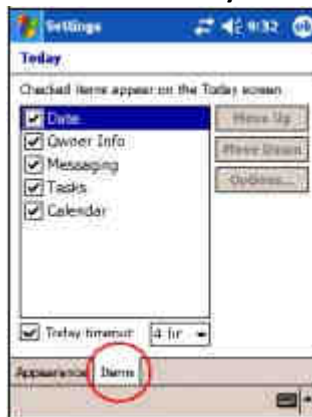 Settings 9:32 ok
Today
Checked items appear on the Today screen
Date
Owner Info
Messaging
Tasks
Calendar
Move Up
Move Down
Options...
Today timeout 4 hr
Appearance Items